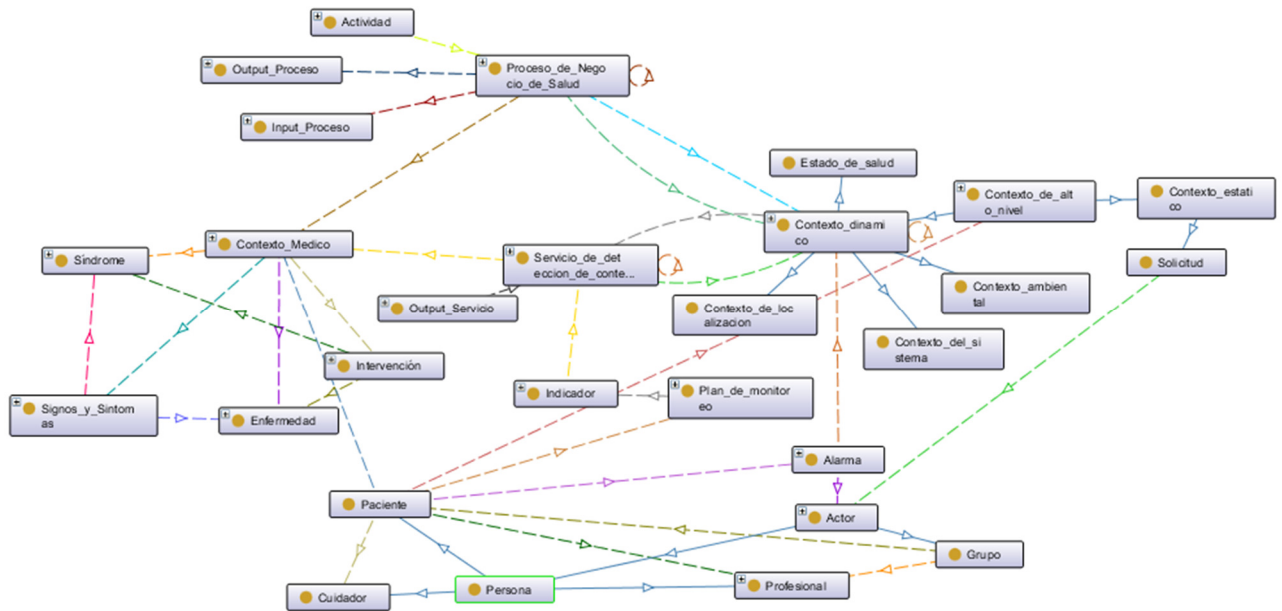 Actividad
Output_Proceso
Proceso_de_Nego
cio_de_Salud
Input_Proceso
Estado_de_salud
Contexto_de_alt
o_nivel
Contexto_estati
co
Contexto_dinami
co
Contexto_Medico
Síndrome
Servicio_de_det
eccion_de_conte...
Solicitud
Contexto_ambien
tal
Output_Servicio
Contexto_de_loc
alizacion
Contexto_del_si
stema
Intervención
Indicador
Plan_de_monitor
eo
Signos_y_Sintom
as
Enfermedad
Alarma
Paciente
Actor
Grupo
Cuidador
Persona
Profesional